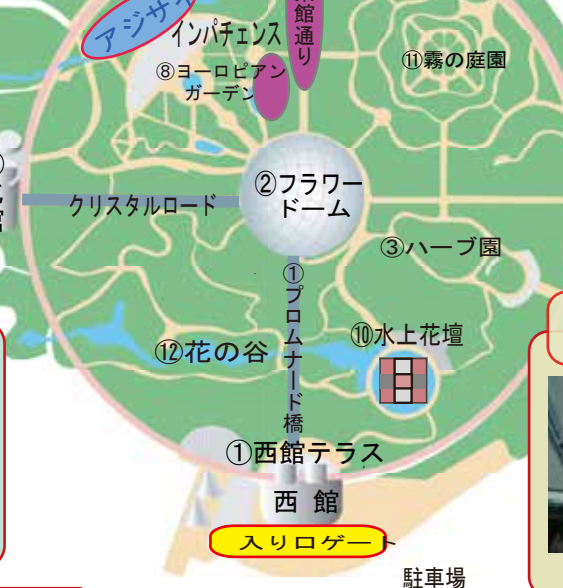 アジサイ
インパチェンス
館通り
⑧ヨーロピアン
ガーデン
⑪霧の庭園
②フラワー
ドーム
クリスタルロード
③ハーブ園
①プロムナード橋
⑩水上花壇
⑫花の谷
①西館テラス
西 館
入り口ゲート
駐車場